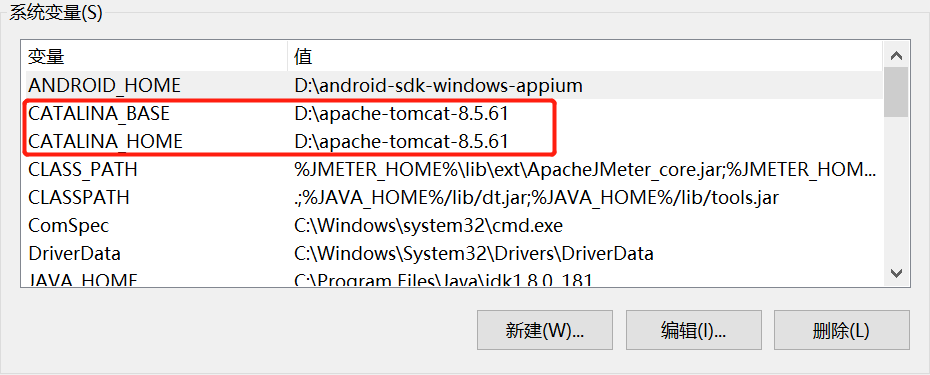 系统变量(S)
变量 值
ANDROID_HOME D:\android-sdk-windows-appium
CATALINA_BASE D:\apache-tomcat-8.5.61
CATALINA_HOME D:\apache-tomcat-8.5.61
CLASS_PATH %JMETER_HOME%\lib\ext\ApacheJMeter_core.jar;%JMETER_HOM...
CLASSPATH .;%JAVA_HOME%/lib/dt.jar;%JAVA_HOME%/lib/tools.jar
ComSpec C:\Windows\system32\cmd.exe
DriverData C:\Windows\System32\Drivers\DriverData
JAVA_HOME C:\Program Files\Java\jdk1.8.0_181
新建(W)... 编辑(I)... 删除(L)